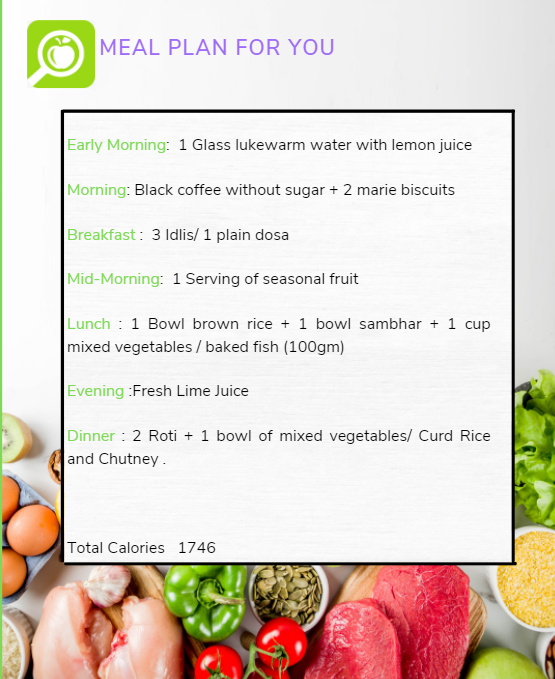 MEAL PLAN FOR YOU
Early Morning:  1 Glass lukewarm water with lemon juice
Morning: Black coffee without sugar + 2 marie biscuits
Breakfast :  3 Idlis/ 1 plain dosa
Mid-Morning:  1 Serving of seasonal fruit
Lunch : 1 Bowl brown rice + 1 bowl sambhar + 1 cup
mixed vegetables / baked fish (100gm)
Evening :Fresh Lime Juice
Dinner : 2 Roti + 1 bowl of mixed vegetables/ Curd Rice
and Chutney .
Total Calories   1746